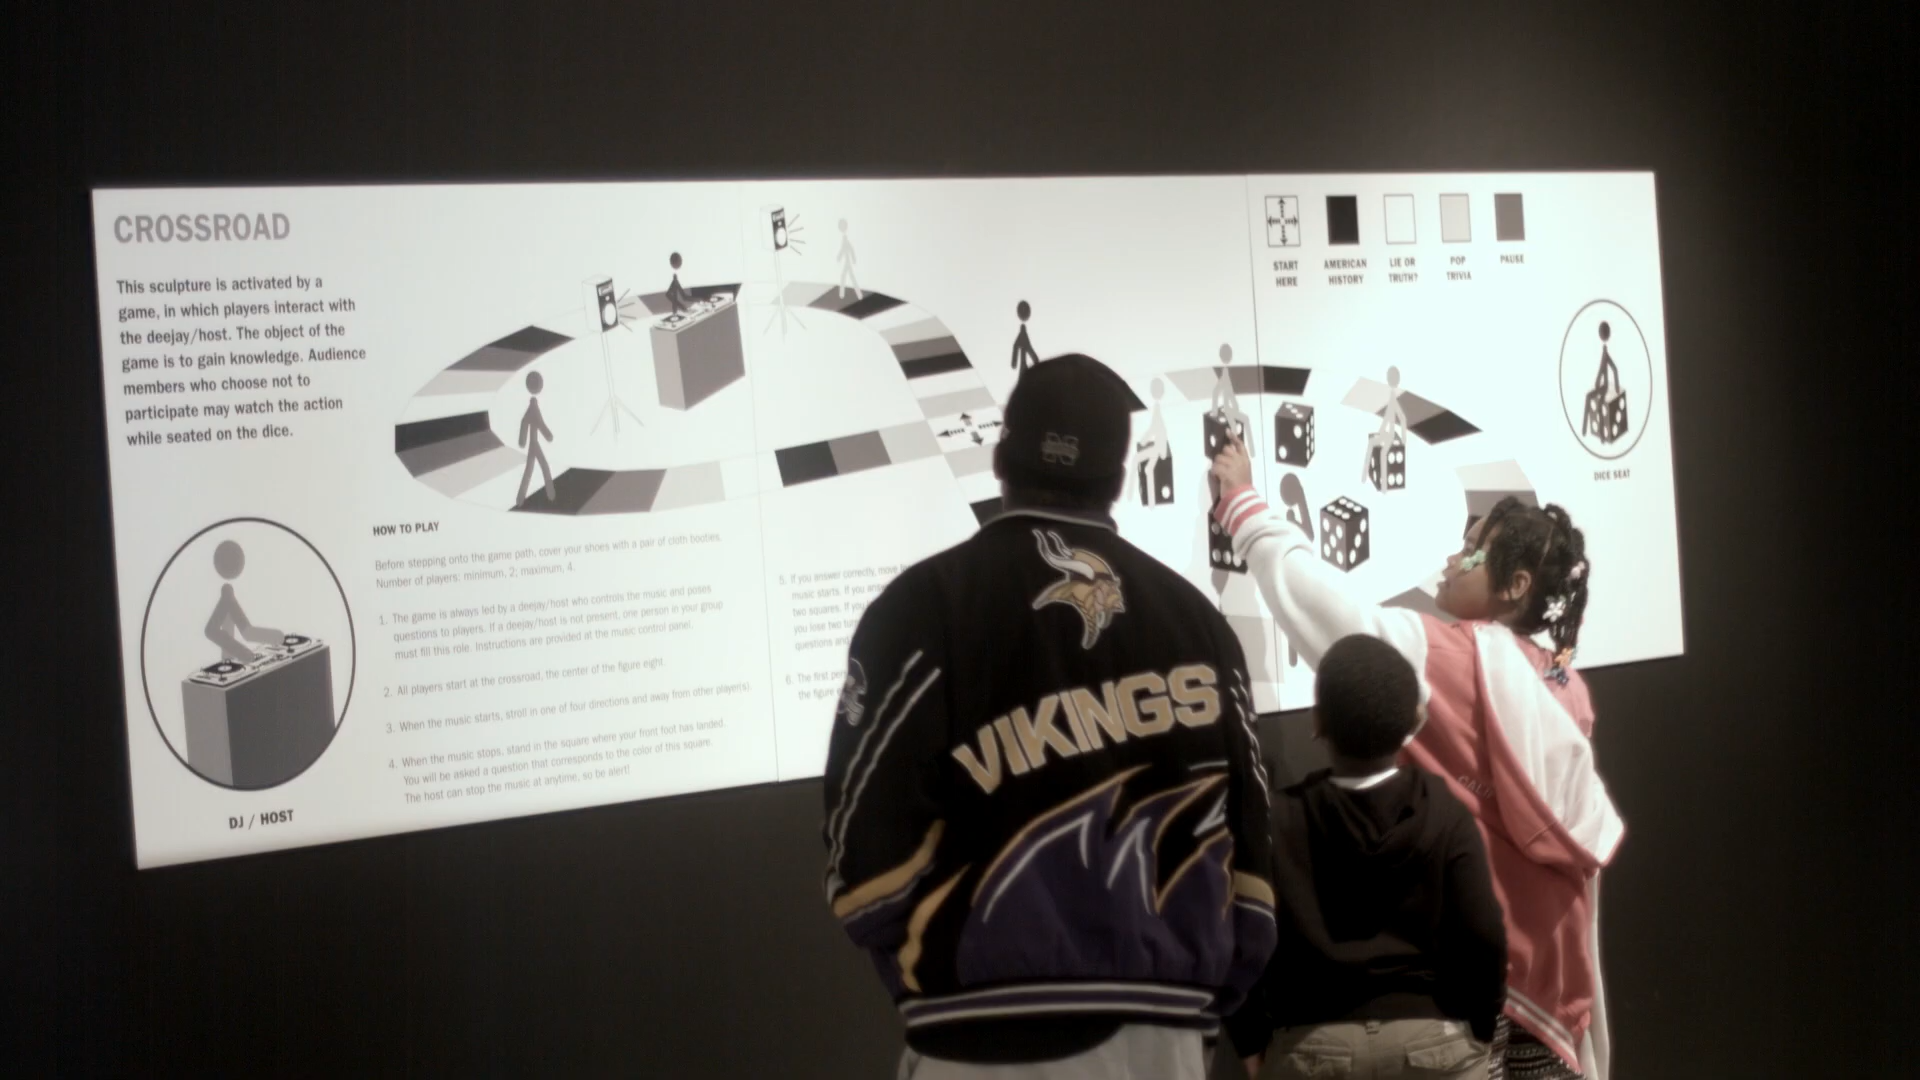 CROSSROAD
This sculpture is activated by a
game, in which players interact with
the deejay/host. The object of the
game is to gain knowledge. Audience
members who choose not to
participate may watch the action
while seated on the dice.
DJ / HOST
HOW TO PLAY
Before stepping onto the game path, cover your shoes with a pair of cloth booties.
Number of players: minimum, 2; maximum, 4.
1. The game is always led by a deejay/host who controls the music and poses
questions to players. If a deejay/host is not present, one person in your group
must fill this role. Instructions are provided at the music control panel.
2. All players start at the crossroad, the center of the figure eight.
3. When the music starts, stroll in one of four directions and away from other player(s).
4. When the music stops, stand in the square where your front foot has landed.
You will be asked a question that corresponds to the color of this square.
The host can stop the music at anytime, so be alert!
5. If you answer correctly, move
music starts. If you
two squares. If you
you lose two
questions and
6. The first
the figure
START
HERE
AMERICAN
HISTORY
LIE OR
TRUTH?
POP
TRIVIA
PAUSE
DICE SEAT
N
VIKINGS